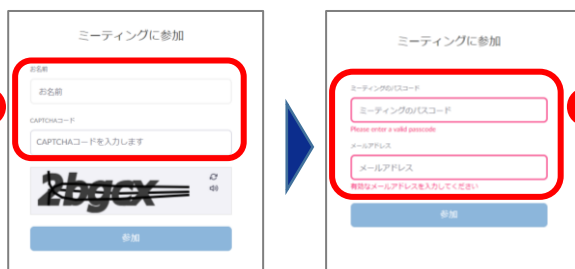 ミーティングに参加
お名前
お名前
CAPTCHAコード
CAPTCHAコードを入力します
2bgcx
参加
ミーティングに参加
ミーティングのパスコード
ミーティングのパスコード
Please enter a valid passcode
メールアドレス
メールアドレス
有効なメールアドレスを入力してください
参加